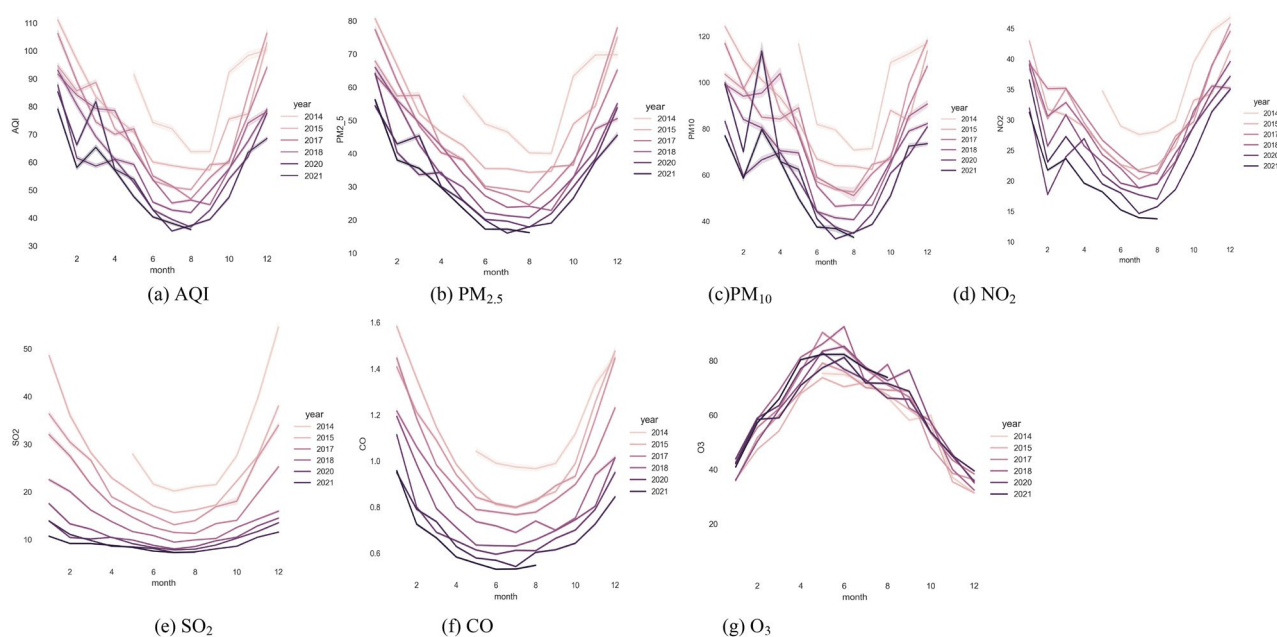 AQI
110
100
90
80
70
60
50
40
30
2 4 6 8 10 12
month
year
2014
2015
2017
2018
2020
2021
(a) AQI
PM2_5
80
70
60
50
40
30
20
10
2 4 6 8 10 12
month
year
2014
2015
2017
2018
2020
2021
(b) PM2.5
PM10
120
100
80
60
40
2 4 6 8 10 12
month
year
2014
2015
2017
2018
2020
2021
(c)PM10
NO2
45
40
35
30
25
20
15
10
2 4 6 8 10 12
month
year
2014
2015
2017
2018
2020
2021
(d) NO2
SO2
50
40
30
20
10
2 4 6 8 10 12
month
year
2014
2015
2017
2018
2020
2021
(e) SO2
CO
1.6
1.4
1.2
1.0
0.8
0.6
2 4 6 8 10 12
month
year
2014
2015
2017
2018
2020
2021
(f) CO
O3
80
60
40
20
2 4 6 8 10 12
month
year
2014
2015
2017
2018
2020
2021
(g) O3